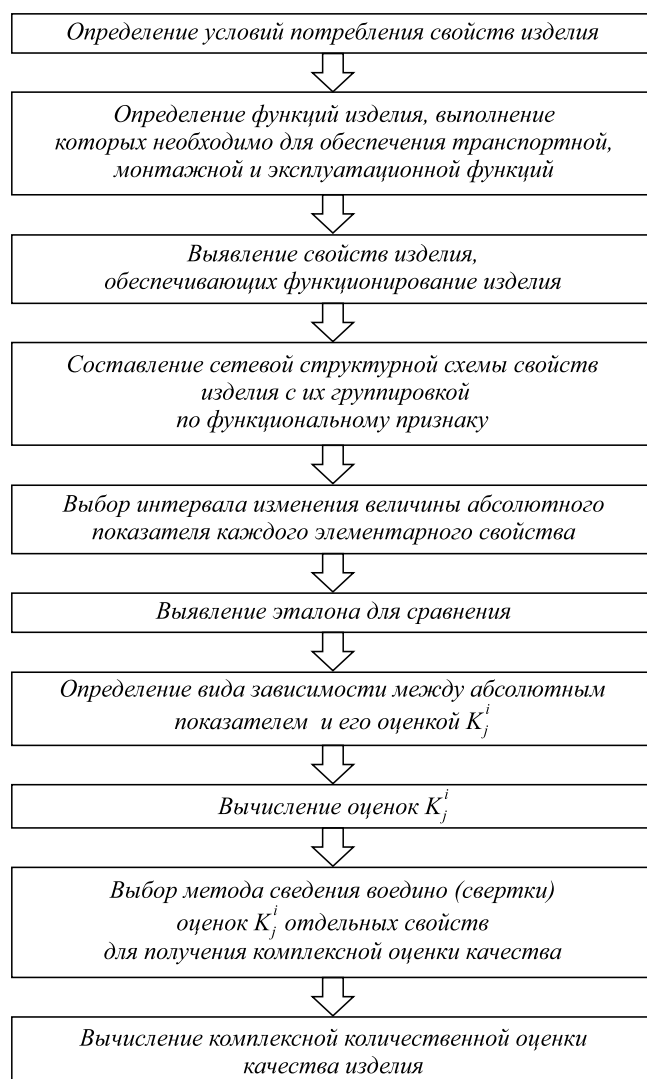 Определение условий потребления свойств изделия
Определение функций изделия, выполнение
которых необходимо для обеспечения транспортной,
монтажной и эксплуатационной функций
Выявление свойств изделия,
обеспечивающих функционирование изделия
Составление сетевой структурной схемы свойств
изделия с их группировкой
по функциональному признаку
Выбор интервала изменения величины абсолютного
показателя каждого элементарного свойства
Выявление эталона для сравнения
Определение вида зависимости между абсолютным
показателем и его оценкой K_j^i
Вычисление оценок K_j^i
Выбор метода сведения воедино (свертки)
оценок K_j^i отдельных свойств
для получения комплексной оценки качества
Вычисление комплексной количественной оценки
качества изделия